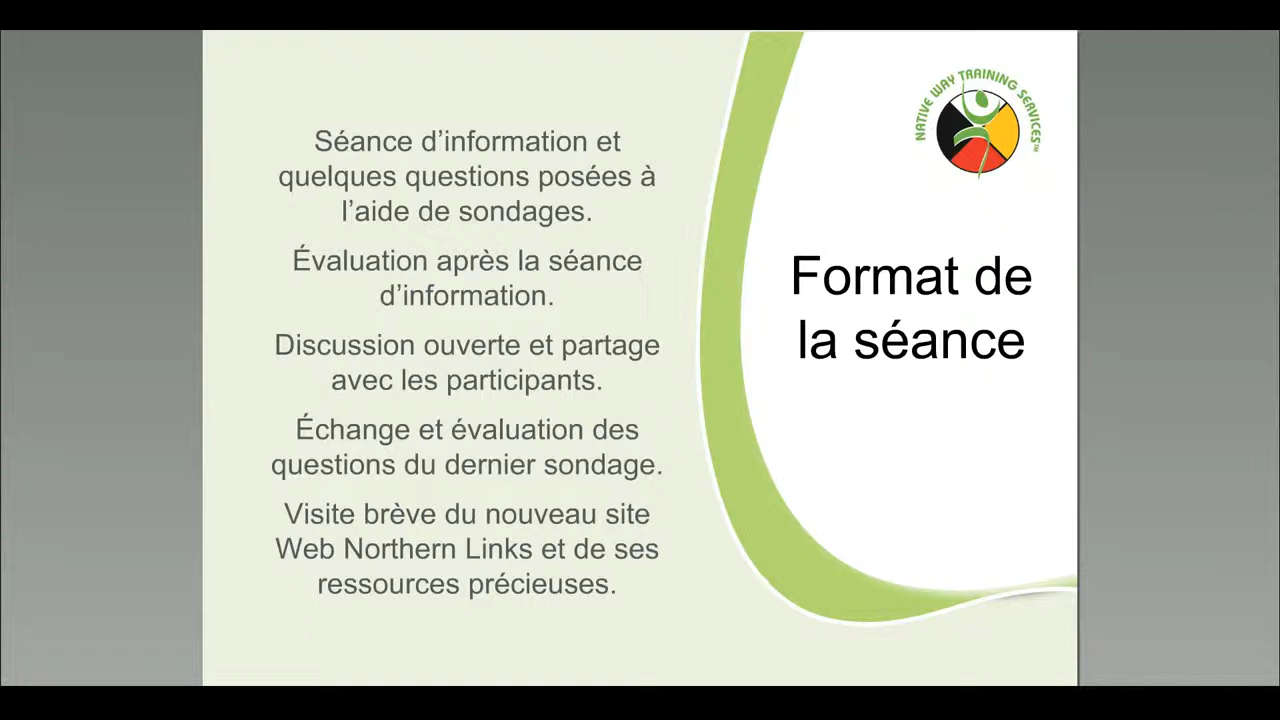 Séance d’information et
quelques questions posées à
l’aide de sondages.
Évaluation après la séance
d’information.
Discussion ouverte et partage
avec les participants.
Échange et évaluation des
questions du dernier sondage.
Visite brève du nouveau site
Web Northern Links et de ses
ressources précieuses.
NATIVE WAY TRAINING SERVICES™
Format de
la séance